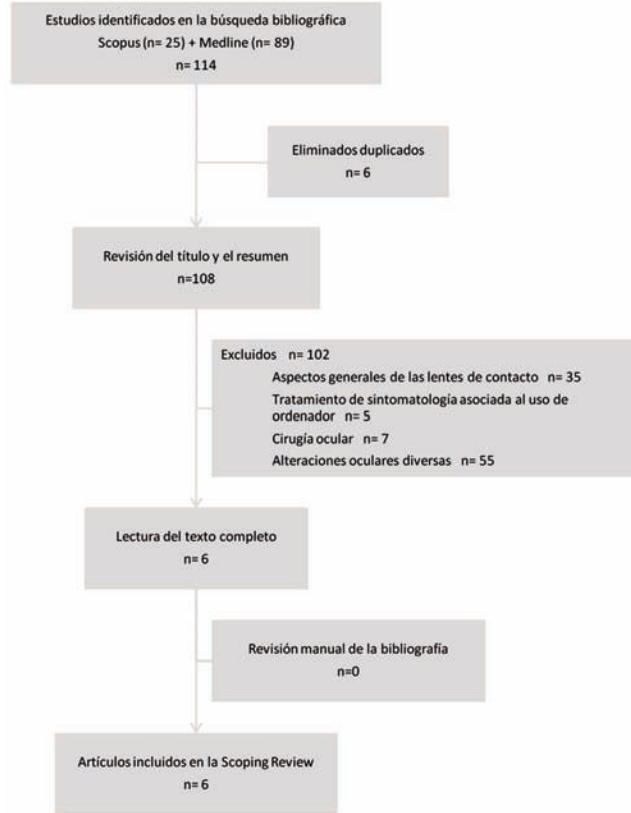 Estudios identificados en la búsqueda bibliográfica
Scopus (n= 25) + Medline (n= 89)
n= 114
Eliminados duplicados
n= 6
Revisión del título y el resumen
n=108
Excluidos n= 102
Aspectos generales de las lentes de contacto n= 35
Tratamiento de sintomatología asociada al uso de
ordenador n= 5
Cirugía ocular n= 7
Alteraciones oculares diversas n= 55
Lectura del texto completo
n= 6
Revisión manual de la bibliografía
n=0
Artículos incluidos en la Scoping Review
n= 6